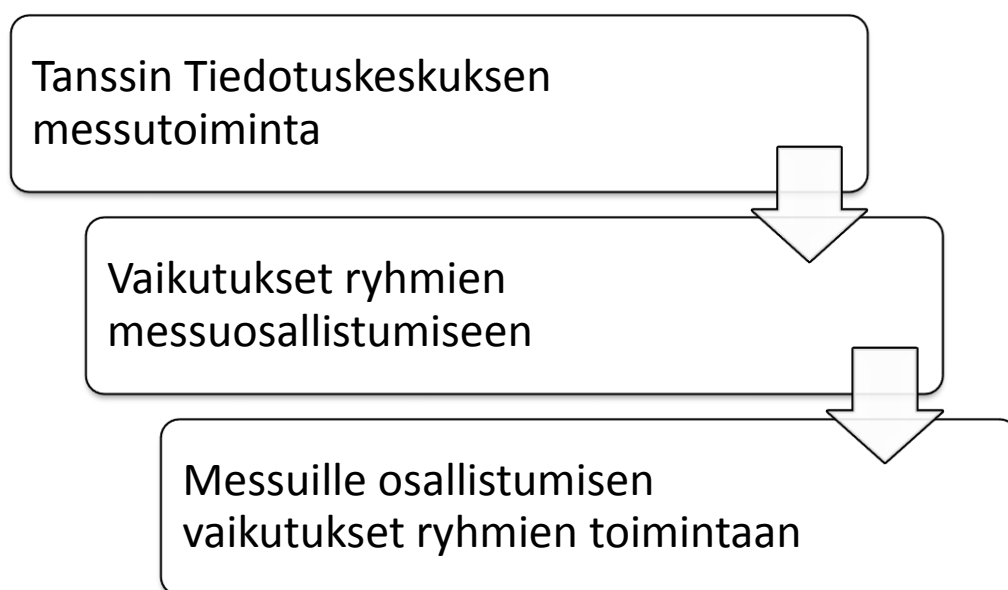 Tanssin Tiedotuskeskuksen
messutoiminta
Vaikutukset ryhmien
messuosallistumiseen
Messuille osallistumisen
vaikutukset ryhmien toimintaan